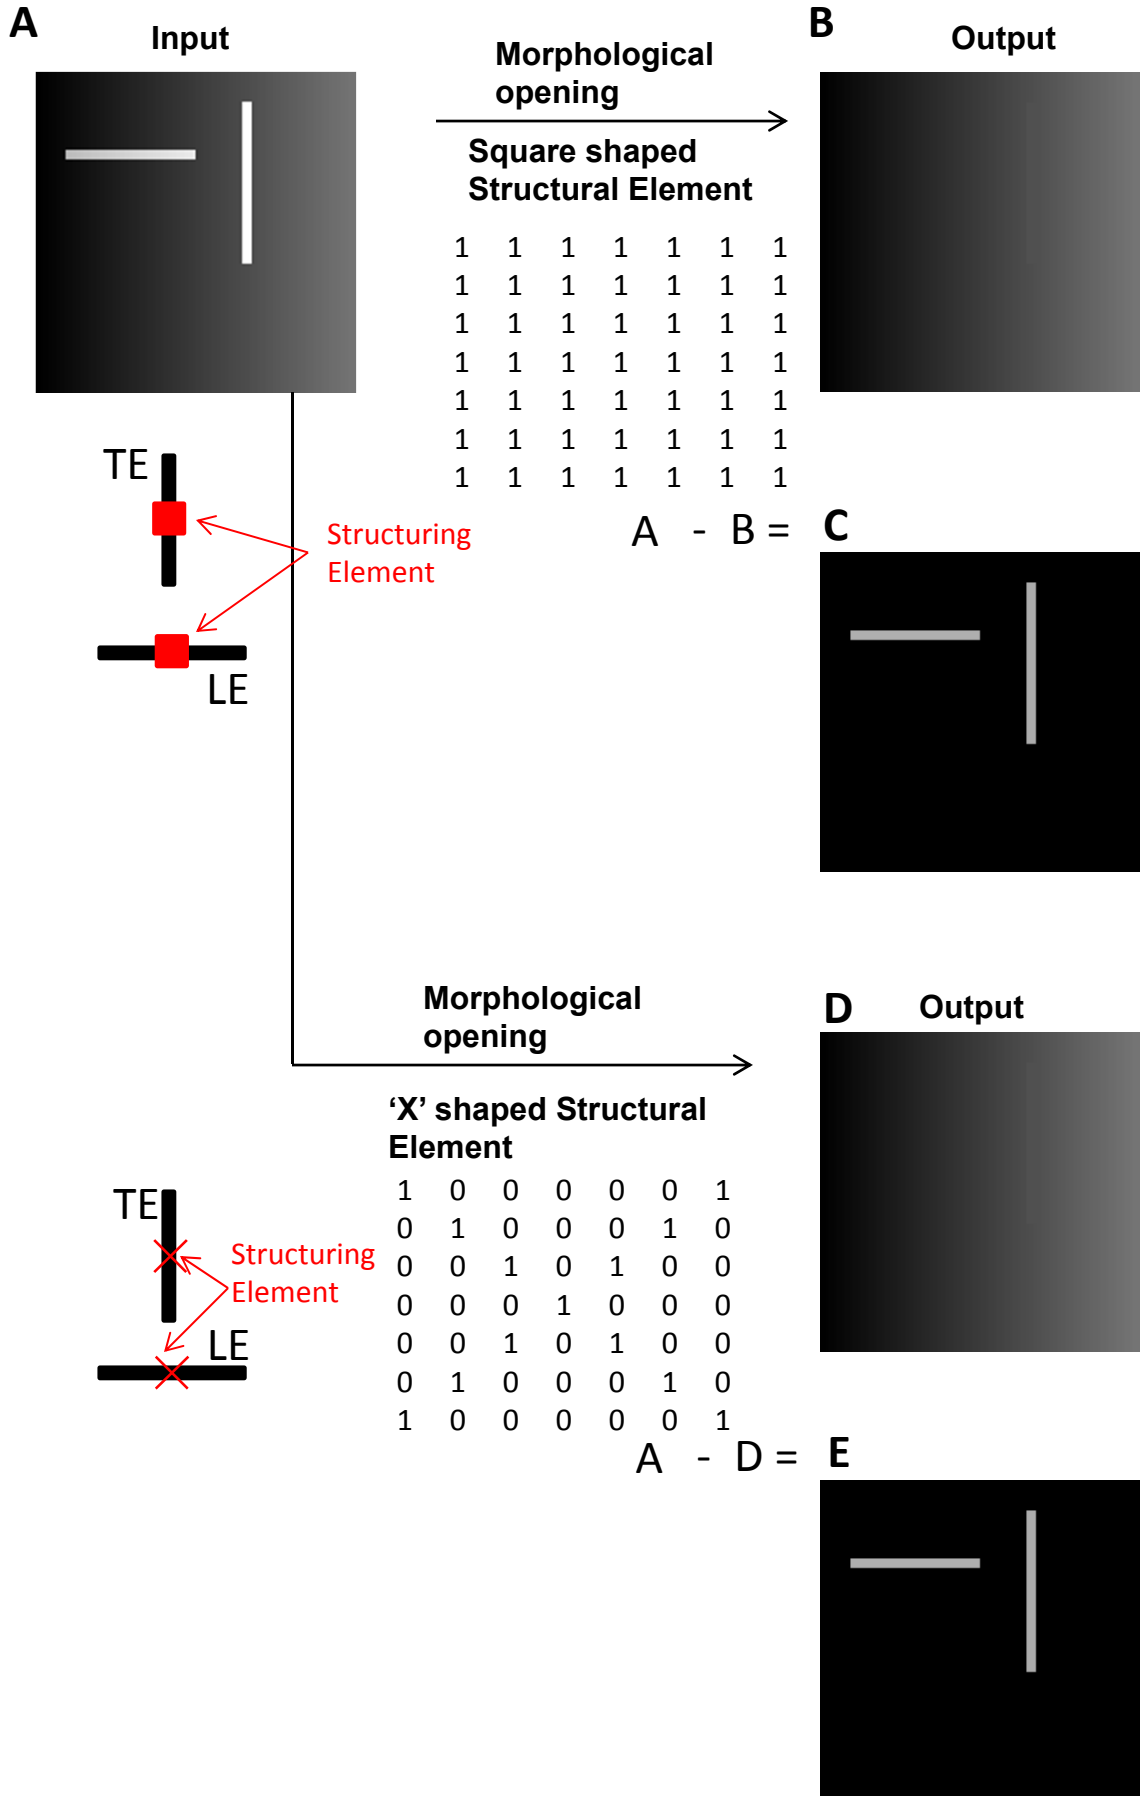 A
Input
Morphological
opening
B
Output
Square shaped
Structural Element
1 1 1 1 1 1 1
1 1 1 1 1 1 1
1 1 1 1 1 1 1
1 1 1 1 1 1 1
1 1 1 1 1 1 1
1 1 1 1 1 1 1
1 1 1 1 1 1 1
TE
Structuring
Element
LE
A - B = C
Morphological
opening
D Output
‘X’ shaped Structural
Element
1 0 0 0 0 0 1
0 1 0 0 0 1 0
0 0 1 0 1 0 0
0 0 0 1 0 0 0
0 0 1 0 1 0 0
0 1 0 0 0 1 0
1 0 0 0 0 0 1
TE
Structuring
Element
LE
A - D = E